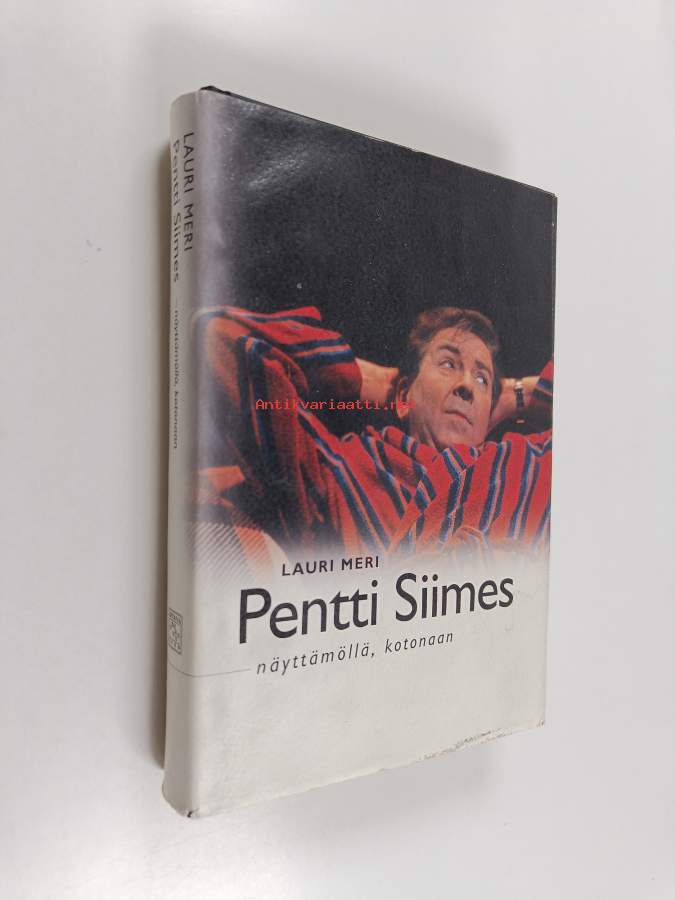 LAURI MERI
Pentti Siimes
näyttämöllä, kotonaan
LAURI MERI
Pentti Siimes
näyttämöllä, kotonaan
Antikvariaatti.net